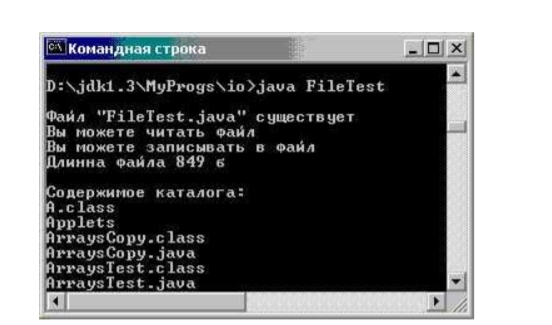 Командная строка
D:\jdk1.3\MyProgs\io>java FileTest
Файл "FileTest.java" существует
Вы можете читать файл
Вы можете записывать в файл
Длинна файла 849 б
Содержимое каталога:
A.class
Applets
ArraysCopy.class
ArraysCopy.java
ArraysTest.class
ArraysTest.java